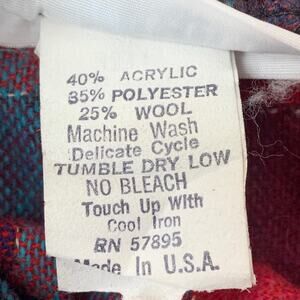 40% ACRYLIC
35% POLYESTER
25% WOOL
Machine Wash
Delicate Cycle
TUMBLE DRY LOW
NO BLEACH
Touch Up With
Cool Iron
RN 57895
Made In U.S.A.